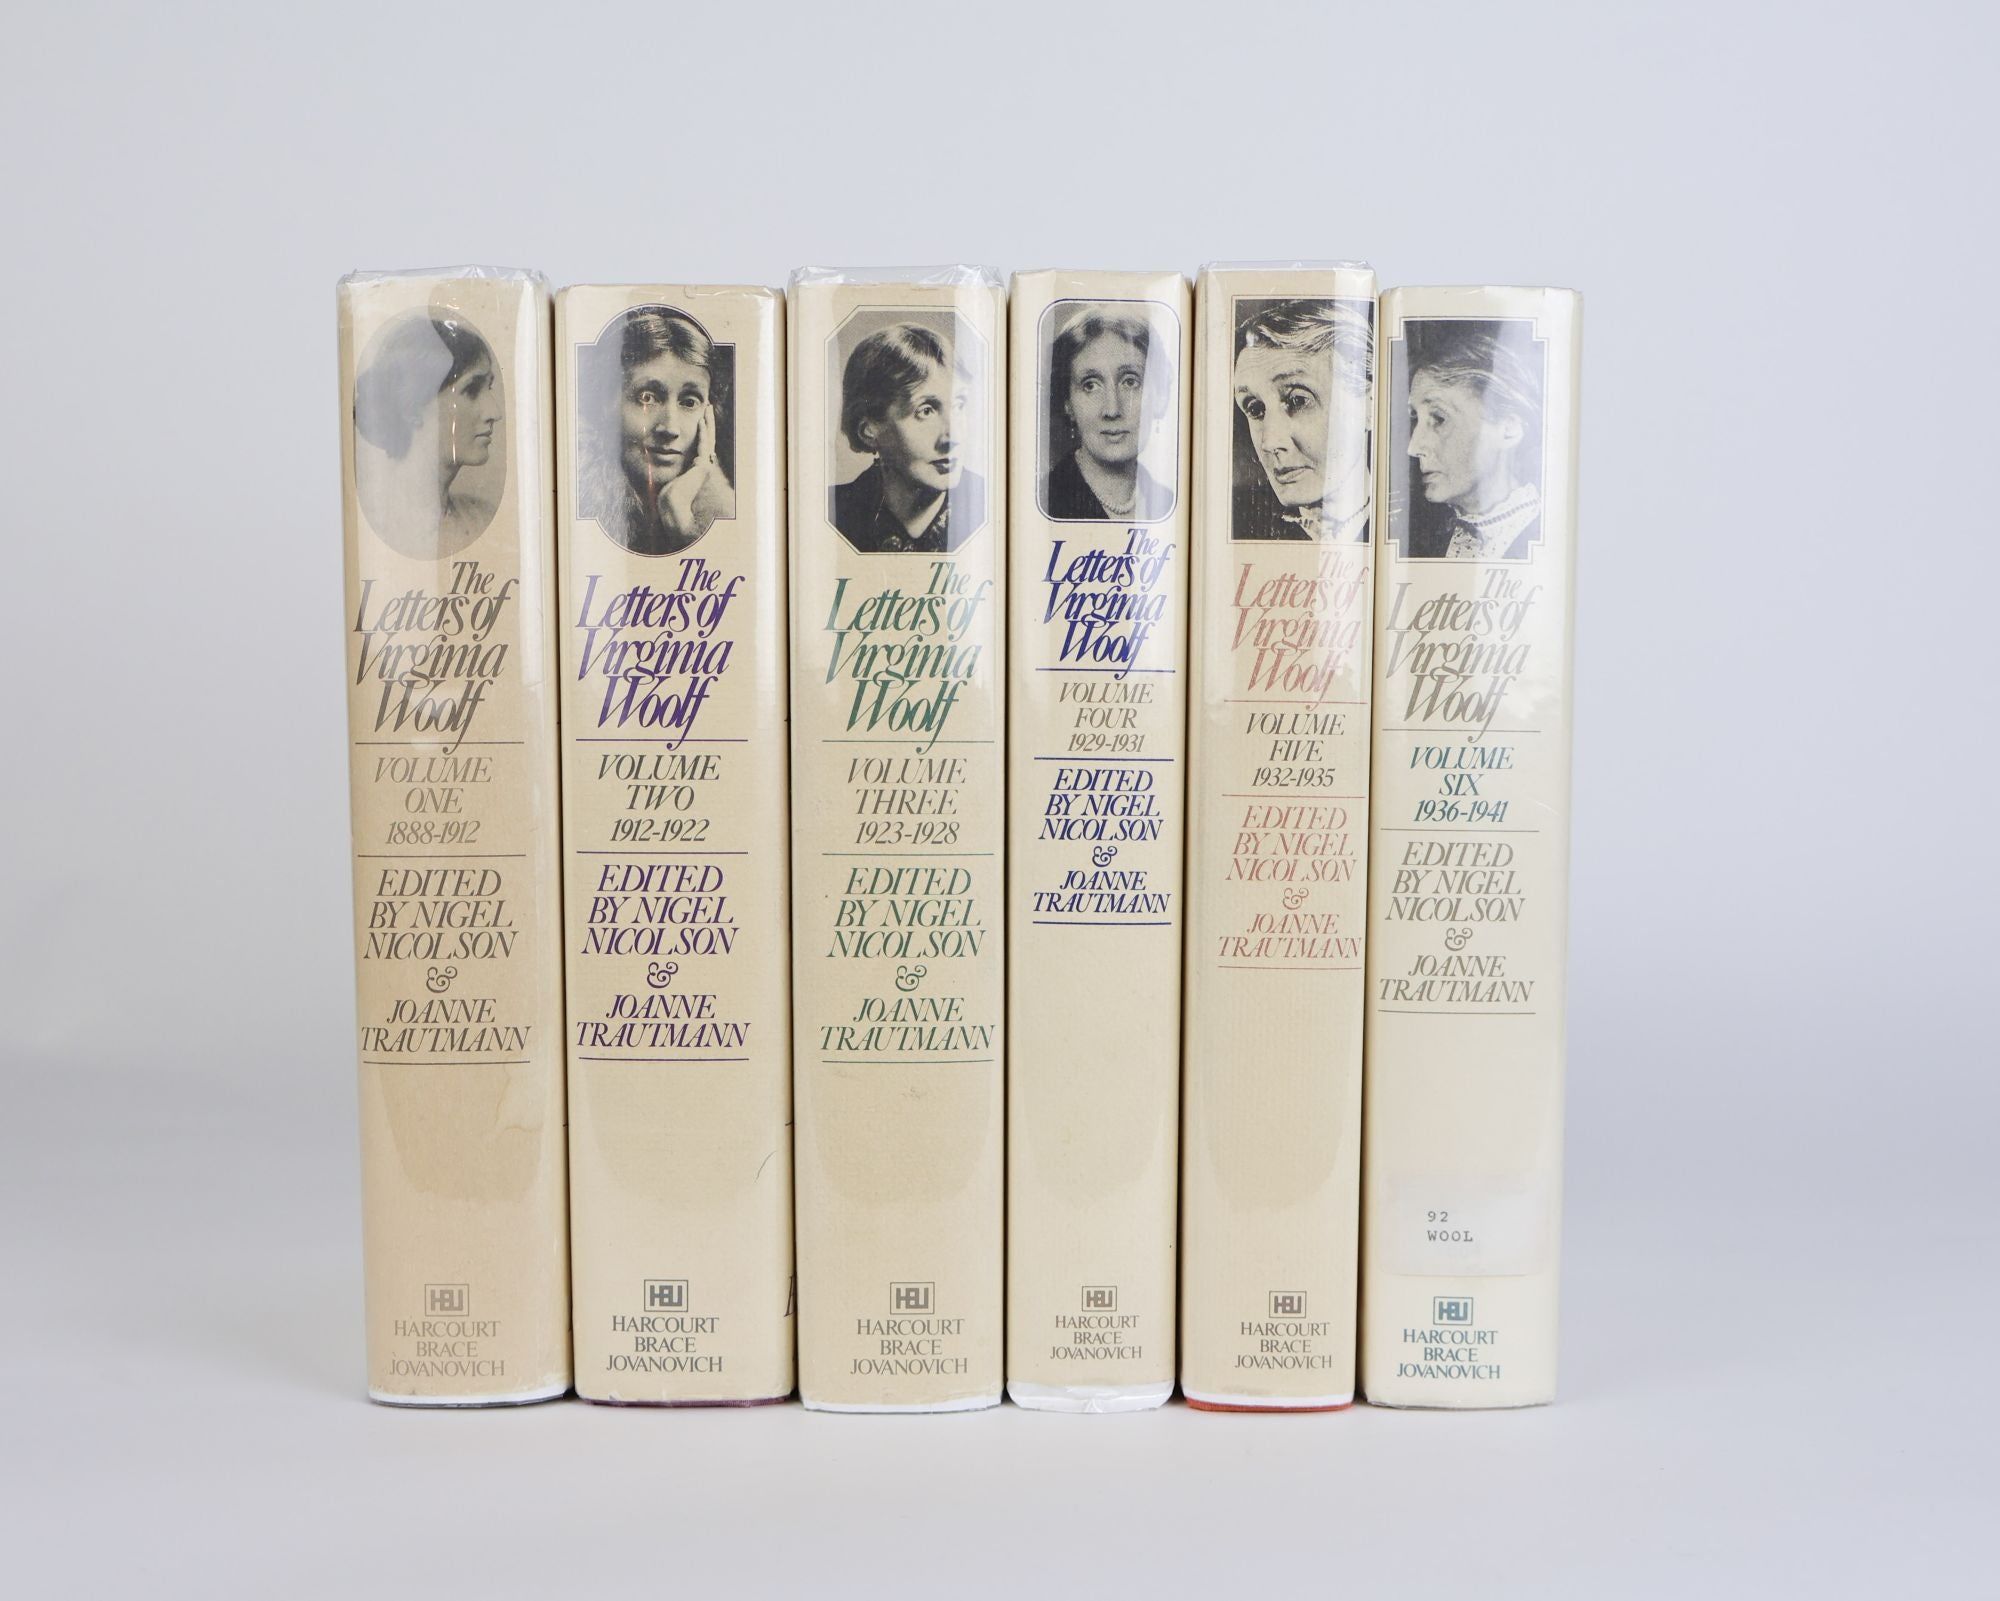 The
Letters of
Virginia
Woolf
VOLUME
ONE
1888-1912
EDITED
BY NIGEL
NICOLSON
&
JOANNE
TRAUTMANN
HBJ
HARCOURT
BRACE
JOVANOVICH
The
Letters of
Virginia
Woolf
VOLUME
TWO
1912-1922
EDITED
BY NIGEL
NICOLSON
&
JOANNE
TRAUTMANN
HBJ
HARCOURT
BRACE
JOVANOVICH
The
Letters of
Virginia
Woolf
VOLUME
THREE
1923-1928
EDITED
BY NIGEL
NICOLSON
&
JOANNE
TRAUTMANN
HBJ
HARCOURT
BRACE
JOVANOVICH
The
Letters of
Virginia
Woolf
VOLUME
FOUR
1929-1931
EDITED
BY NIGEL
NICOLSON
&
JOANNE
TRAUTMANN
HBJ
HARCOURT
BRACE
JOVANOVICH
The
Letters of
Virginia
Woolf
VOLUME
FIVE
1932-1935
EDITED
BY NIGEL
NICOLSON
&
JOANNE
TRAUTMANN
HBJ
HARCOURT
BRACE
JOVANOVICH
The
Letters of
Virginia
Woolf
VOLUME
SIX
1936-1941
EDITED
BY NIGEL
NICOLSON
&
JOANNE
TRAUTMANN
92
WOOL
HBJ
HARCOURT
BRACE
JOVANOVICH